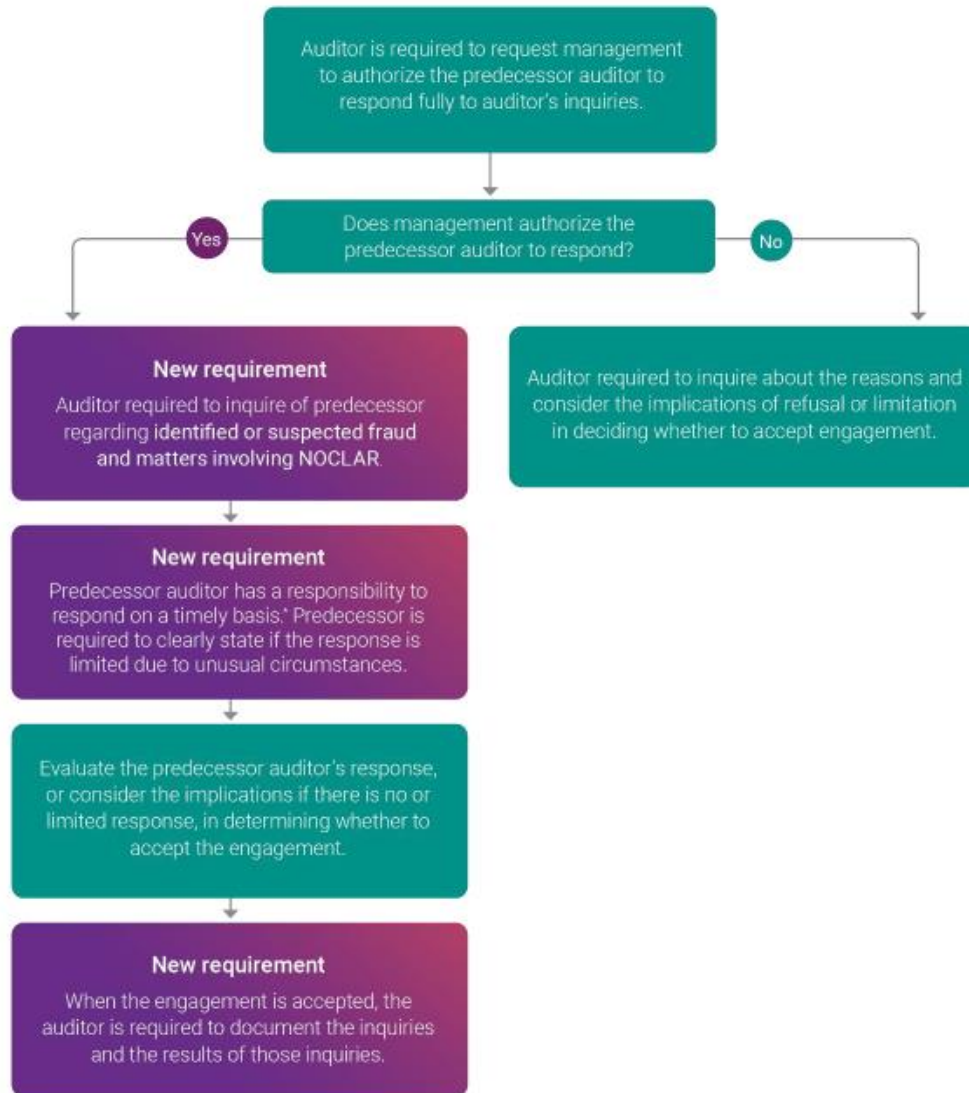 Auditor is required to request management
to authorize the predecessor auditor to
respond fully to auditor's inquiries.
Does management authorize the
predecessor auditor to respond?
Yes
No
New requirement
Auditor required to inquire of predecessor
regarding identified or suspected fraud
and matters involving NOCLAR.
Auditor required to inquire about the reasons and
consider the implications of refusal or limitation
in deciding whether to accept engagement.
New requirement
Predecessor auditor has a responsibility to
respond on a timely basis.* Predecessor is
required to clearly state if the response is
limited due to unusual circumstances.
Evaluate the predecessor auditor's response,
or consider the implications if there is no or
limited response, in determining whether to
accept the engagement.
New requirement
When the engagement is accepted, the
auditor is required to document the inquiries
and the results of those inquiries.